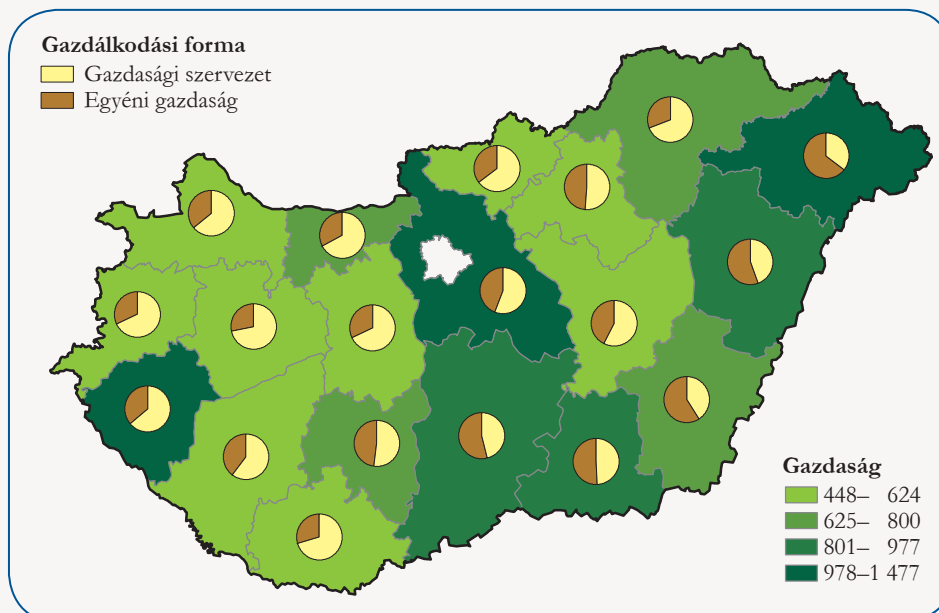 Gazdálkodási forma
Gazdasági szervezet
Egyéni gazdaság
Gazdaság
448– 624
625– 800
801– 977
978–1 477